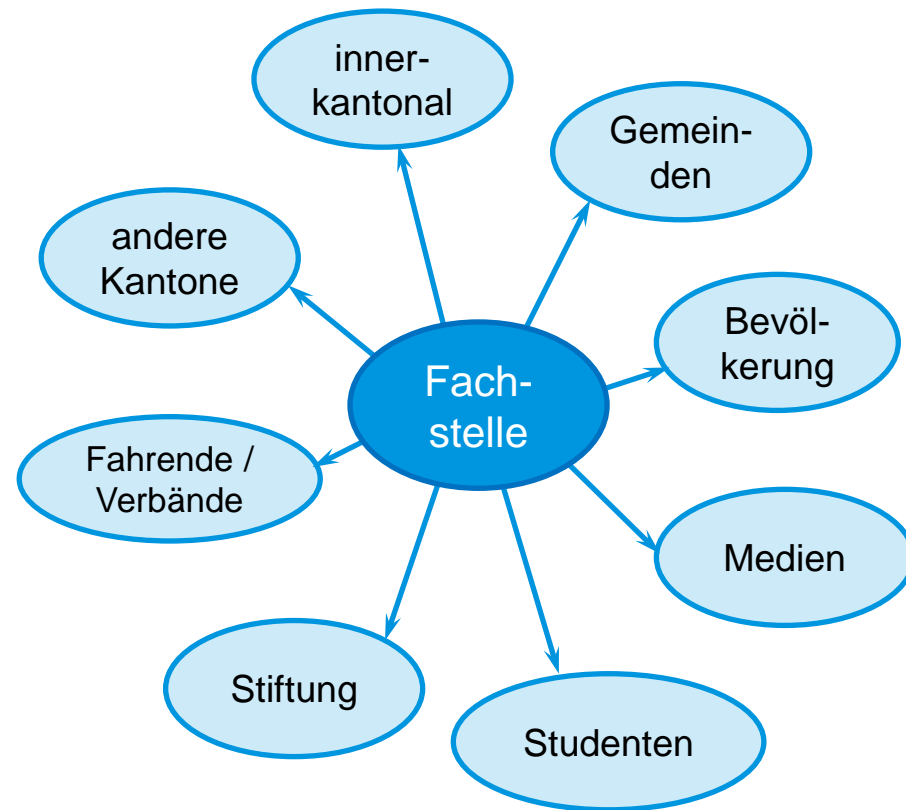 inner-
kantonal
Gemein-
den
andere
Kantone
Bevöl-
kerung
Fach-
stelle
Fahrende /
Verbände
Medien
Stiftung
Studenten